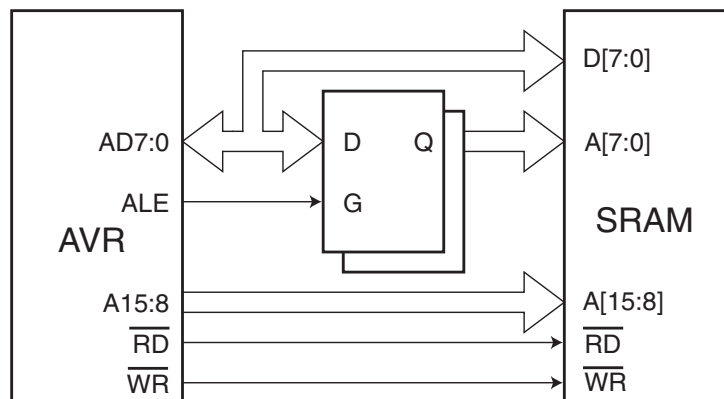 D[7:0]
AD7:0 D Q A[7:0]
ALE G
AVR SRAM
A15:8 A[15:8]
RD RD
WR WR